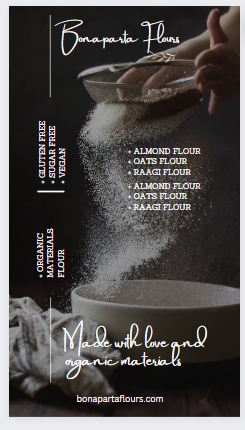 Bonaparta Flours
• GLUTEN FREE
• SUGAR FREE
• VEGAN
• ALMOND FLOUR
• OATS FLOUR
• RAAGI FLOUR
• ALMOND FLOUR
• OATS FLOUR
• RAAGI FLOUR
• ORGANIC
MATERIALS
FLOUR
Made with love and
organic materials
bonapartaflours.com